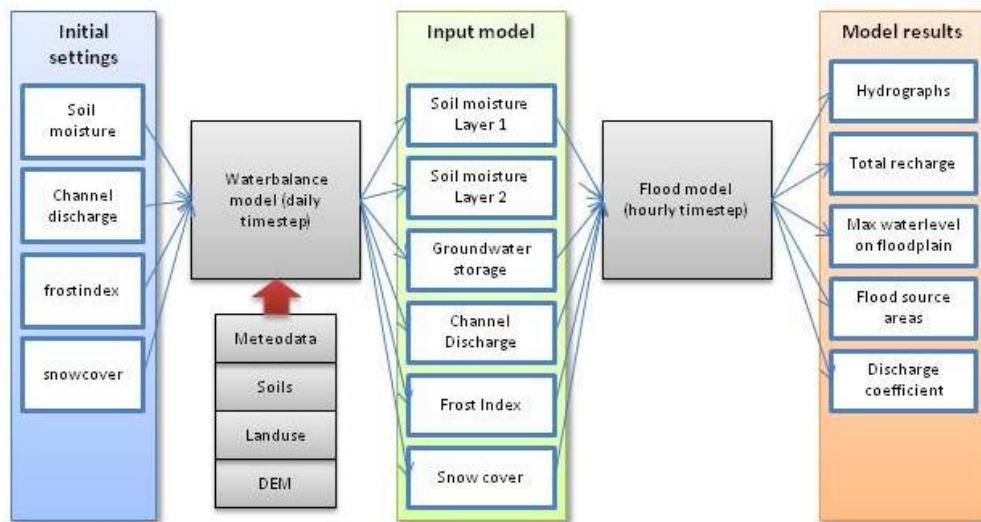 Initial
settings
Soil
moisture
Channel
discharge
frostindex
snowcover
Waterbalance
model (daily
timestep)
Meteodata
Soils
Landuse
DEM
Input model
Soil moisture
Layer 1
Soil moisture
Layer 2
Groundwater
storage
Channel
Discharge
Frost Index
Snow cover
Flood model
(hourly timestep)
Model results
Hydrographs
Total recharge
Max waterlevel
on floodplain
Flood source
areas
Discharge
coefficient